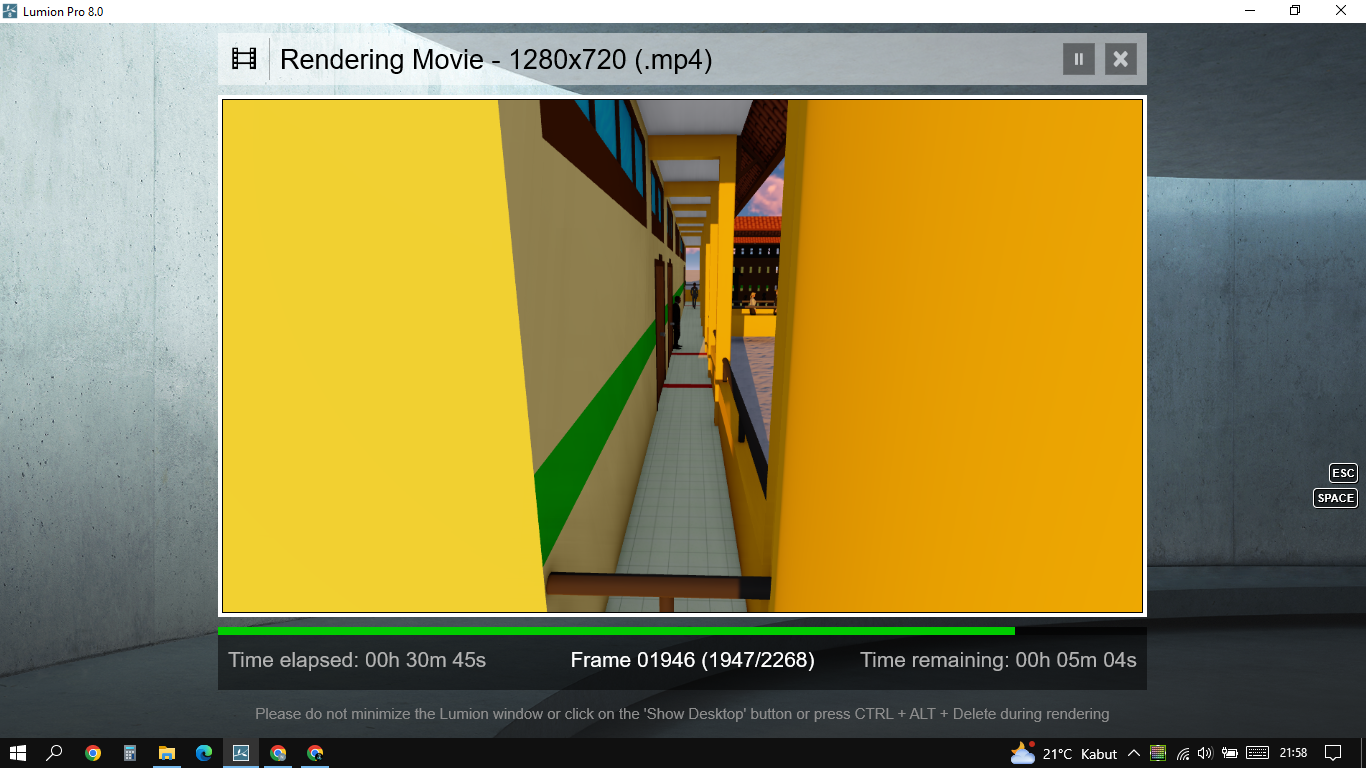 Lumion Pro 8.0
Rendering Movie - 1280x720 (.mp4)
ESC
SPACE
Time elapsed: 00h 30m 45s
Frame 01946 (1947/2268)
Time remaining: 00h 05m 04s
Please do not minimize the Lumion window or click on the 'Show Desktop' button or press CTRL + ALT + Delete during rendering
21°C Kabut
21:58